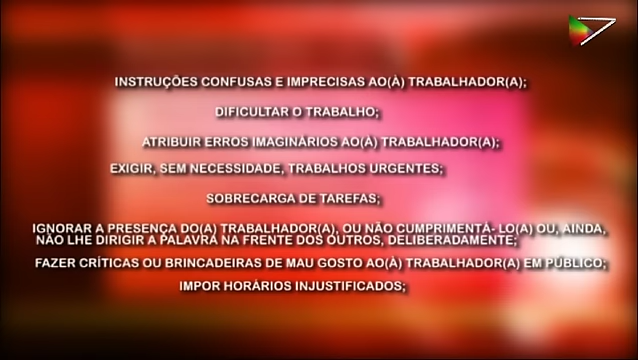 INSTRUÇÕES CONFUSAS E IMPRECISAS AO(À) TRABALHADOR(A);
DIFICULTAR O TRABALHO;
ATRIBUIR ERROS IMAGINÁRIOS AO(À) TRABALHADOR(A);
EXIGIR, SEM NECESSIDADE, TRABALHOS URGENTES;
SOBRECARGA DE TAREFAS;
IGNORAR A PRESENÇA DO(A) TRABALHADOR(A), OU NÃO CUMPRIMENTÁ- LO(A) OU, AINDA,
NÃO LHE DIRIGIR A PALAVRA NA FRENTE DOS OUTROS, DELIBERADAMENTE;
FAZER CRÍTICAS OU BRINCADEIRAS DE MAU GOSTO AO(À) TRABALHADOR(A) EM PÚBLICO;
IMPOR HORÁRIOS INJUSTIFICADOS;